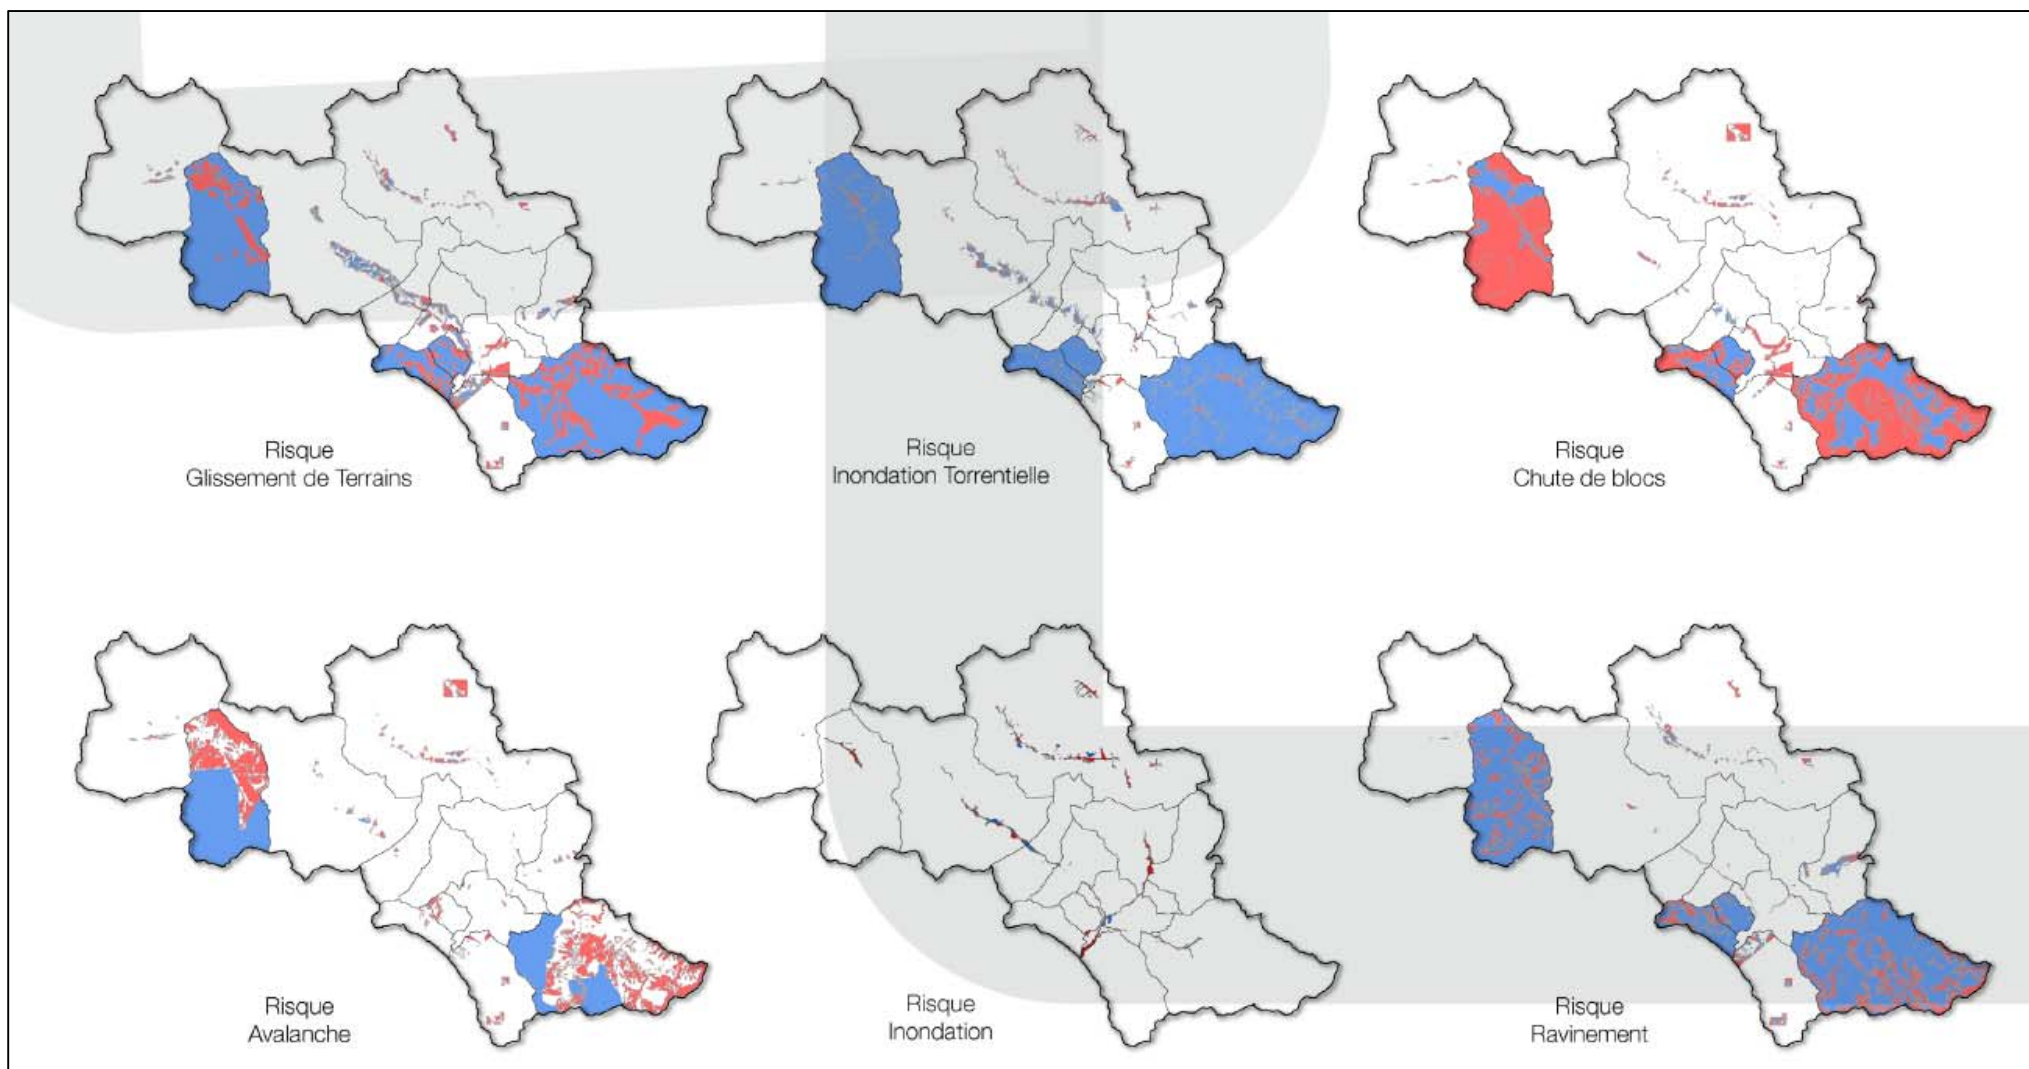 Risque
Glissement de Terrains
Risque
Inondation Torrentielle
Risque
Chute de blocs
Risque
Avalanche
Risque
Inondation
Risque
Ravinement